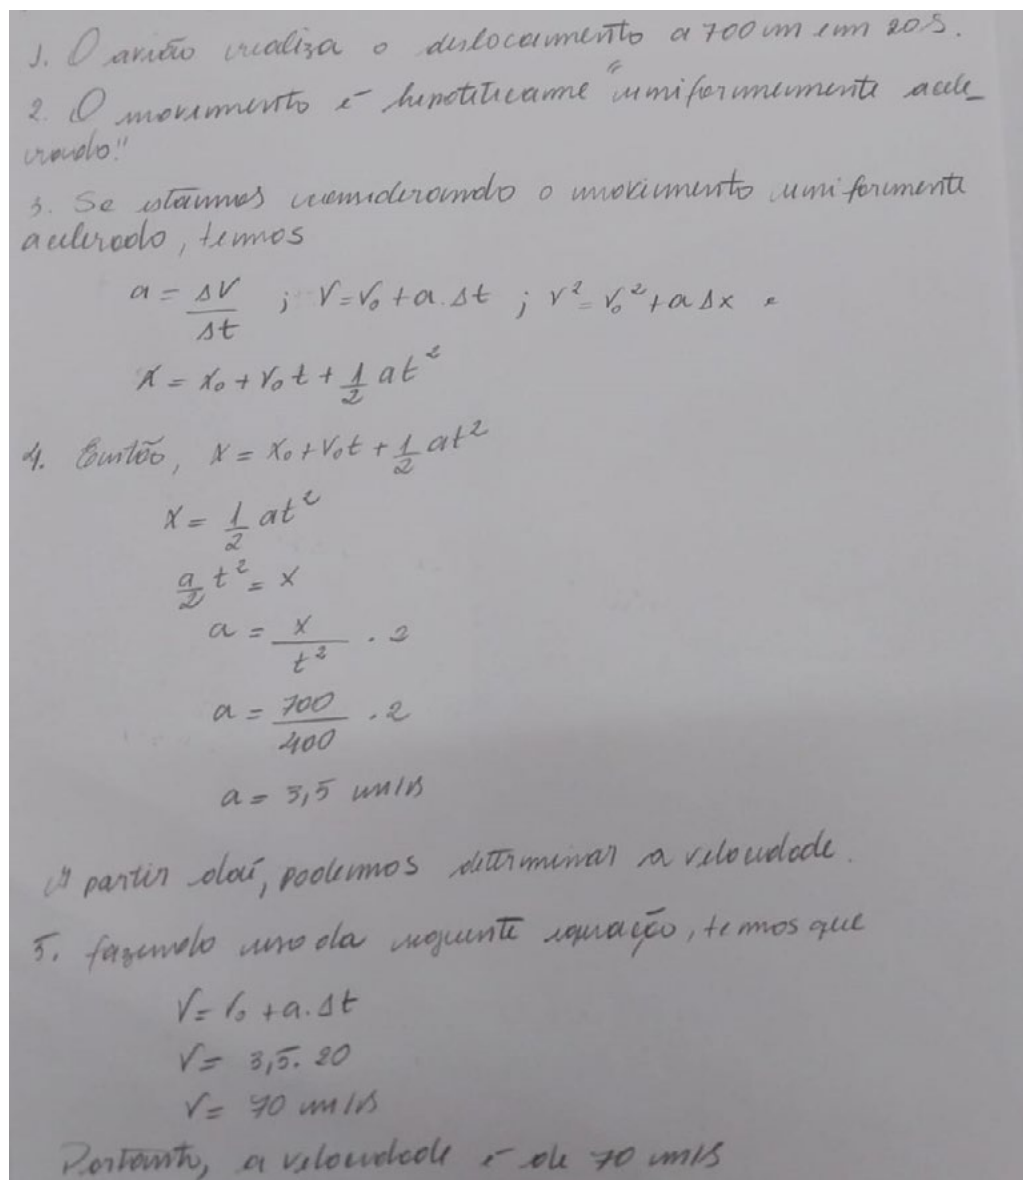 1. O avião realiza o deslocamento a 700 m em 20 s.
2. O movimento é hipoteticame "uniformemente acele_
rado."
3. Se estamos considerando o movimento uniformente
acelerado, temos
a = ΔV/Δt ; V = V₀ + a . Δt ; V² = V₀² + a Δx .
X = X₀ + V₀ t + 1/2 at²
4. Então, X = X₀ + V₀t + 1/2 at²
X = 1/2 at²
a/2 t² = X
a = X/t² . 2
a = 700/400 . 2
a = 3,5 m/s
A partir daí, podemos determinar a velocidade.
5. fazendo uso da seguinte equação, temos que
V = V₀ + a. Δt
V = 3,5. 20
V = 70 m/s
Portanto, a velocidade é de 70 m/s